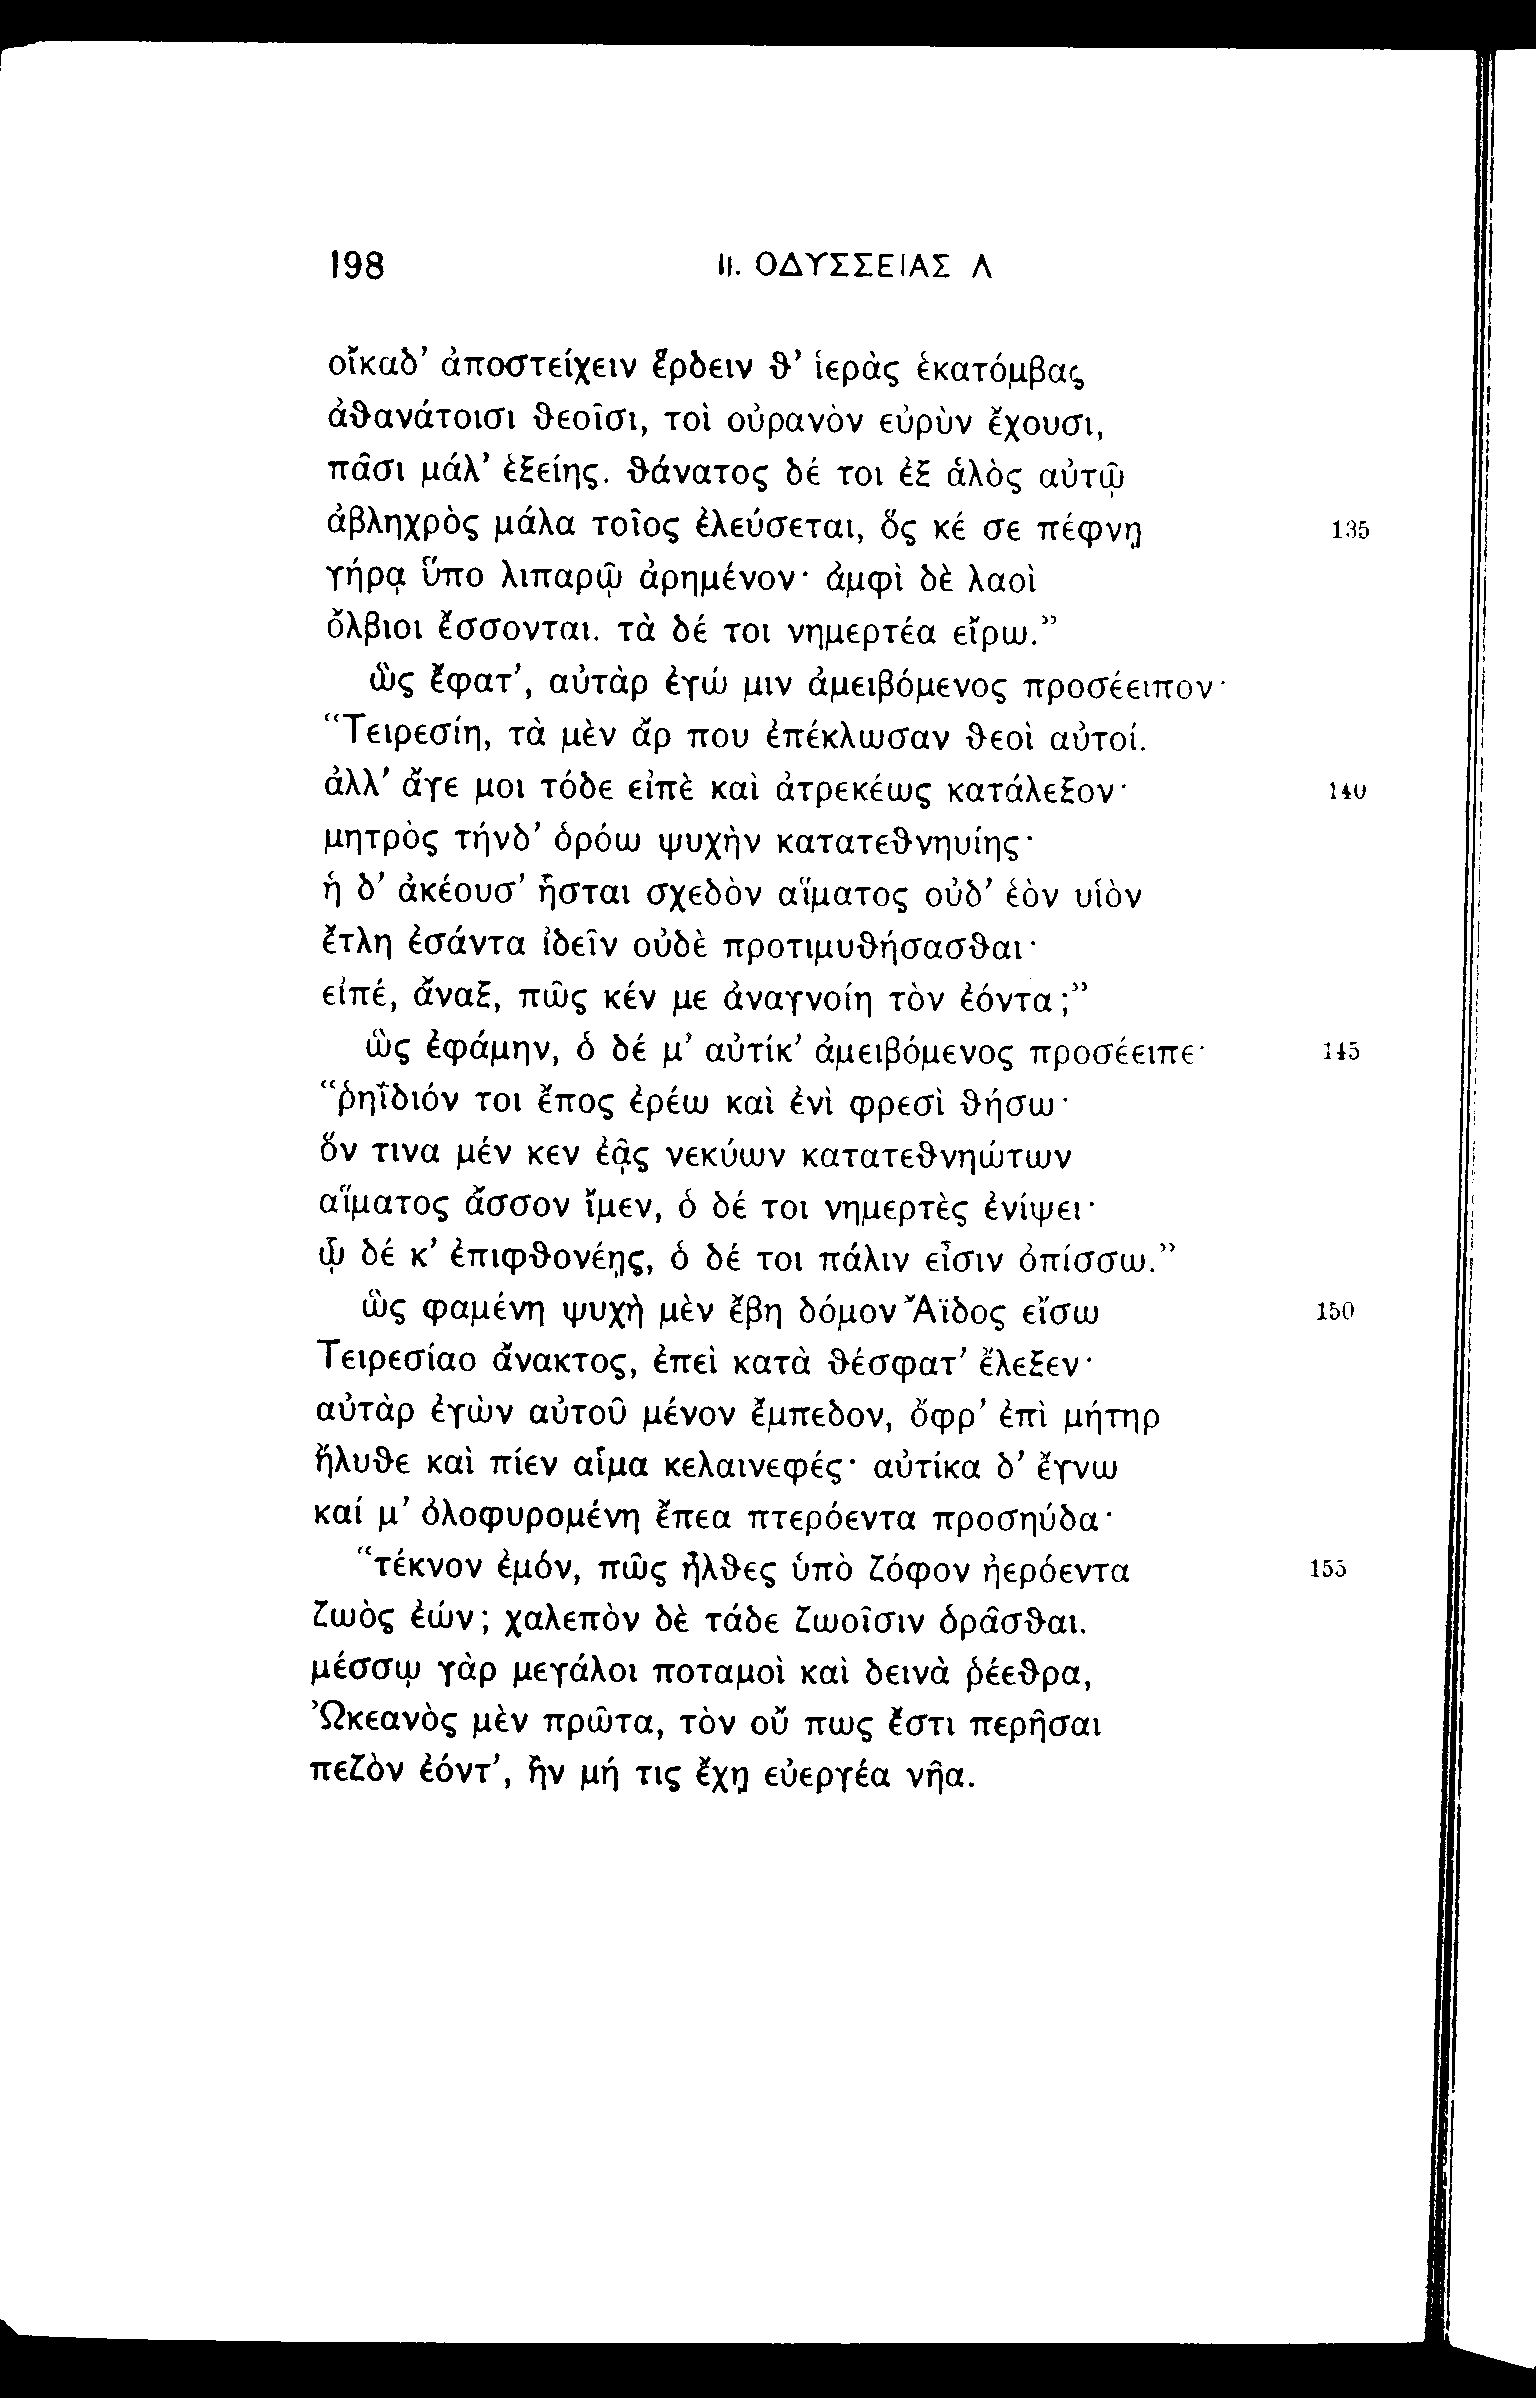 198 II. ΟΔΥΣΣΕΙΑΣ Λ
οἴκαδ’ ἀποστείχειν ἔρδειν ϑ’ ἱερὰς ἑκατόμβας
ἀϑανάτοισι ϑεοῖσι, τοὶ οὐρανὸν εὐρὺν ἔχουσι,
πᾶσι μάλ’ ἑξείης. ϑάνατος δέ τοι ἐξ ἁλὸς αὐτῷ
ἀβληχρὸς μάλα τοῖος ἐλεύσεται, ὅς κέ σε πέφνῃ 135
γήρᾳ ὕπο λιπαρῷ ἀρημένον· ἀμφὶ δὲ λαοὶ
ὄλβιοι ἔσσονται. τὰ δέ τοι νημερτέα εἴρω.”
ὣς ἔφατ’, αὐτὰρ ἐγώ μιν ἀμειβόμενος προσέειπον·
“Τειρεσίη, τὰ μὲν ἄρ που ἐπέκλωσαν ϑεοὶ αὐτοί.
ἀλλ’ ἄγε μοι τόδε εἰπὲ καὶ ἀτρεκέως κατάλεξον· 140
μητρὸς τήνδ’ ὁρόω ψυχὴν κατατεϑνηυίης·
ἡ δ’ ἀκέουσ’ ἧσται σχεδὸν αἵματος οὐδ’ ἑὸν υἱὸν
ἔτλη ἐσάντα ἰδεῖν οὐδὲ προτιμυϑήσασϑαι·
εἰπέ, ἄναξ, πῶς κέν με ἀναγνοίη τὸν ἐόντα;”
ὣς ἐφάμην, ὁ δέ μ’ αὐτίκ’ ἀμειβόμενος προσέειπε· 145
“ῥηΐδιόν τοι ἔπος ἐρέω καὶ ἐνὶ φρεσὶ ϑήσω·
ὅν τινα μέν κεν ἐᾷς νεκύων κατατεϑνηώτων
αἵματος ἄσσον ἴμεν, ὁ δέ τοι νημερτὲς ἐνίψει·
ᾧ δέ κ’ ἐπιφϑονέῃς, ὁ δέ τοι πάλιν εἶσιν ὀπίσσω.”
ὣς φαμένη ψυχὴ μὲν ἔβη δόμον Ἄϊδος εἴσω 150
Τειρεσίαο ἄνακτος, ἐπεὶ κατὰ ϑέσφατ’ ἔλεξεν·
αὐτὰρ ἐγὼν αὐτοῦ μένον ἔμπεδον, ὄφρ’ ἐπὶ μήτηρ
ἤλυϑε καὶ πίεν αἷμα κελαινεφές· αὐτίκα δ’ ἔγνω
καί μ’ ὀλοφυρομένη ἔπεα πτερόεντα προσηύδα·
“τέκνον ἐμόν, πῶς ἦλϑες ὑπὸ ζόφον ἠερόεντα 155
ζωὸς ἐών; χαλεπὸν δὲ τάδε ζωοῖσιν ὁρᾶσϑαι.
μέσσῳ γὰρ μεγάλοι ποταμοὶ καὶ δεινὰ ῥέεϑρα,
Ὠκεανὸς μὲν πρῶτα, τὸν οὔ πως ἔστι περῆσαι
πεζὸν ἐόντ’, ἢν μή τις ἔχῃ εὐεργέα νῆα.